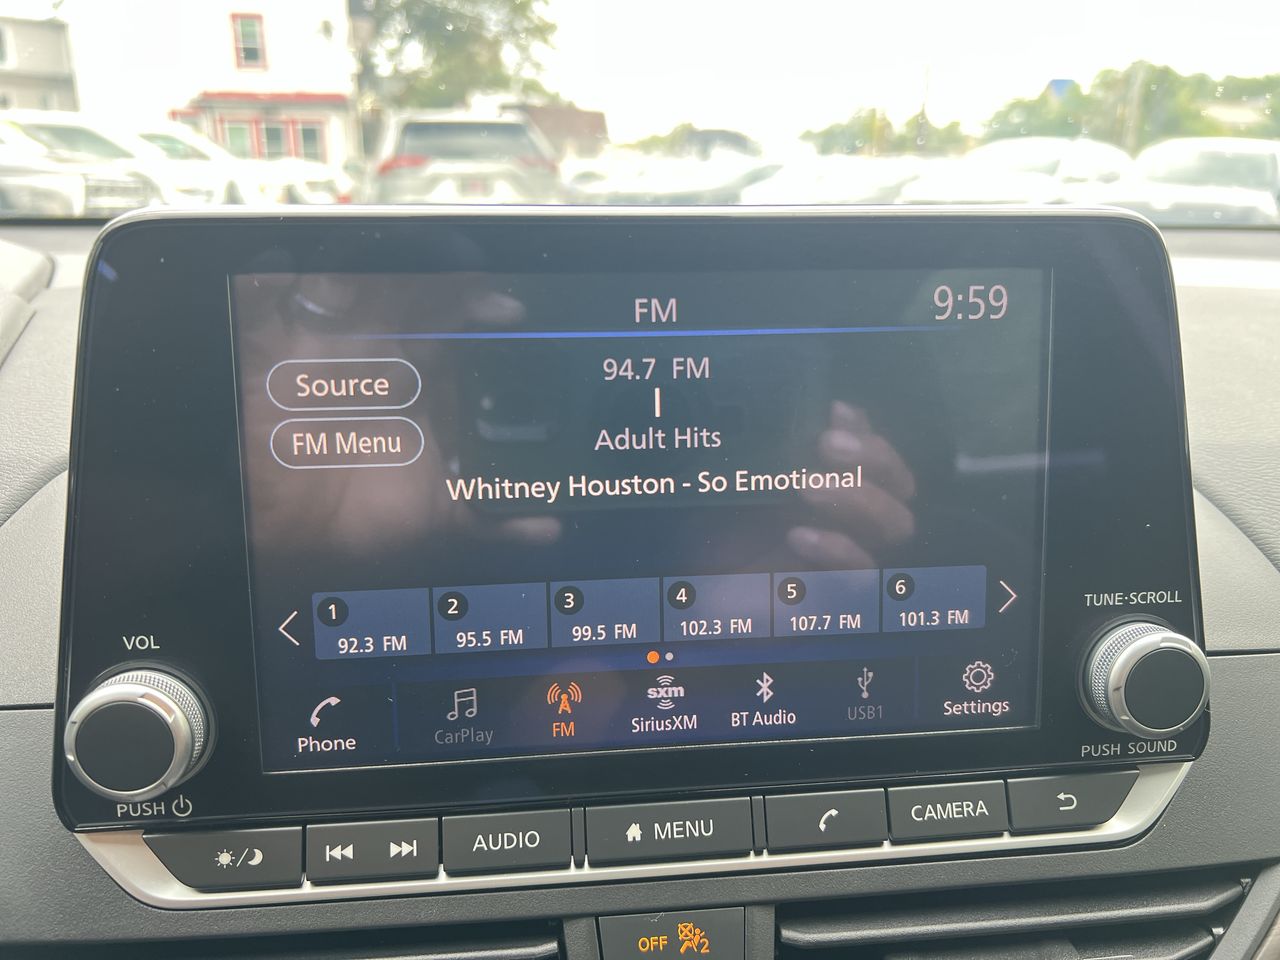 FM
9:59
Source
94.7 FM
FM Menu
Adult Hits
Whitney Houston - So Emotional
1
92.3 FM
2
95.5 FM
3
99.5 FM
4
102.3 FM
5
107.7 FM
6
101.3 FM
VOL
TUNE·SCROLL
Phone
CarPlay
FM
sxm
SiriusXM
BT Audio
USB1
Settings
PUSH
PUSH SOUND
AUDIO
MENU
CAMERA
OFF
2